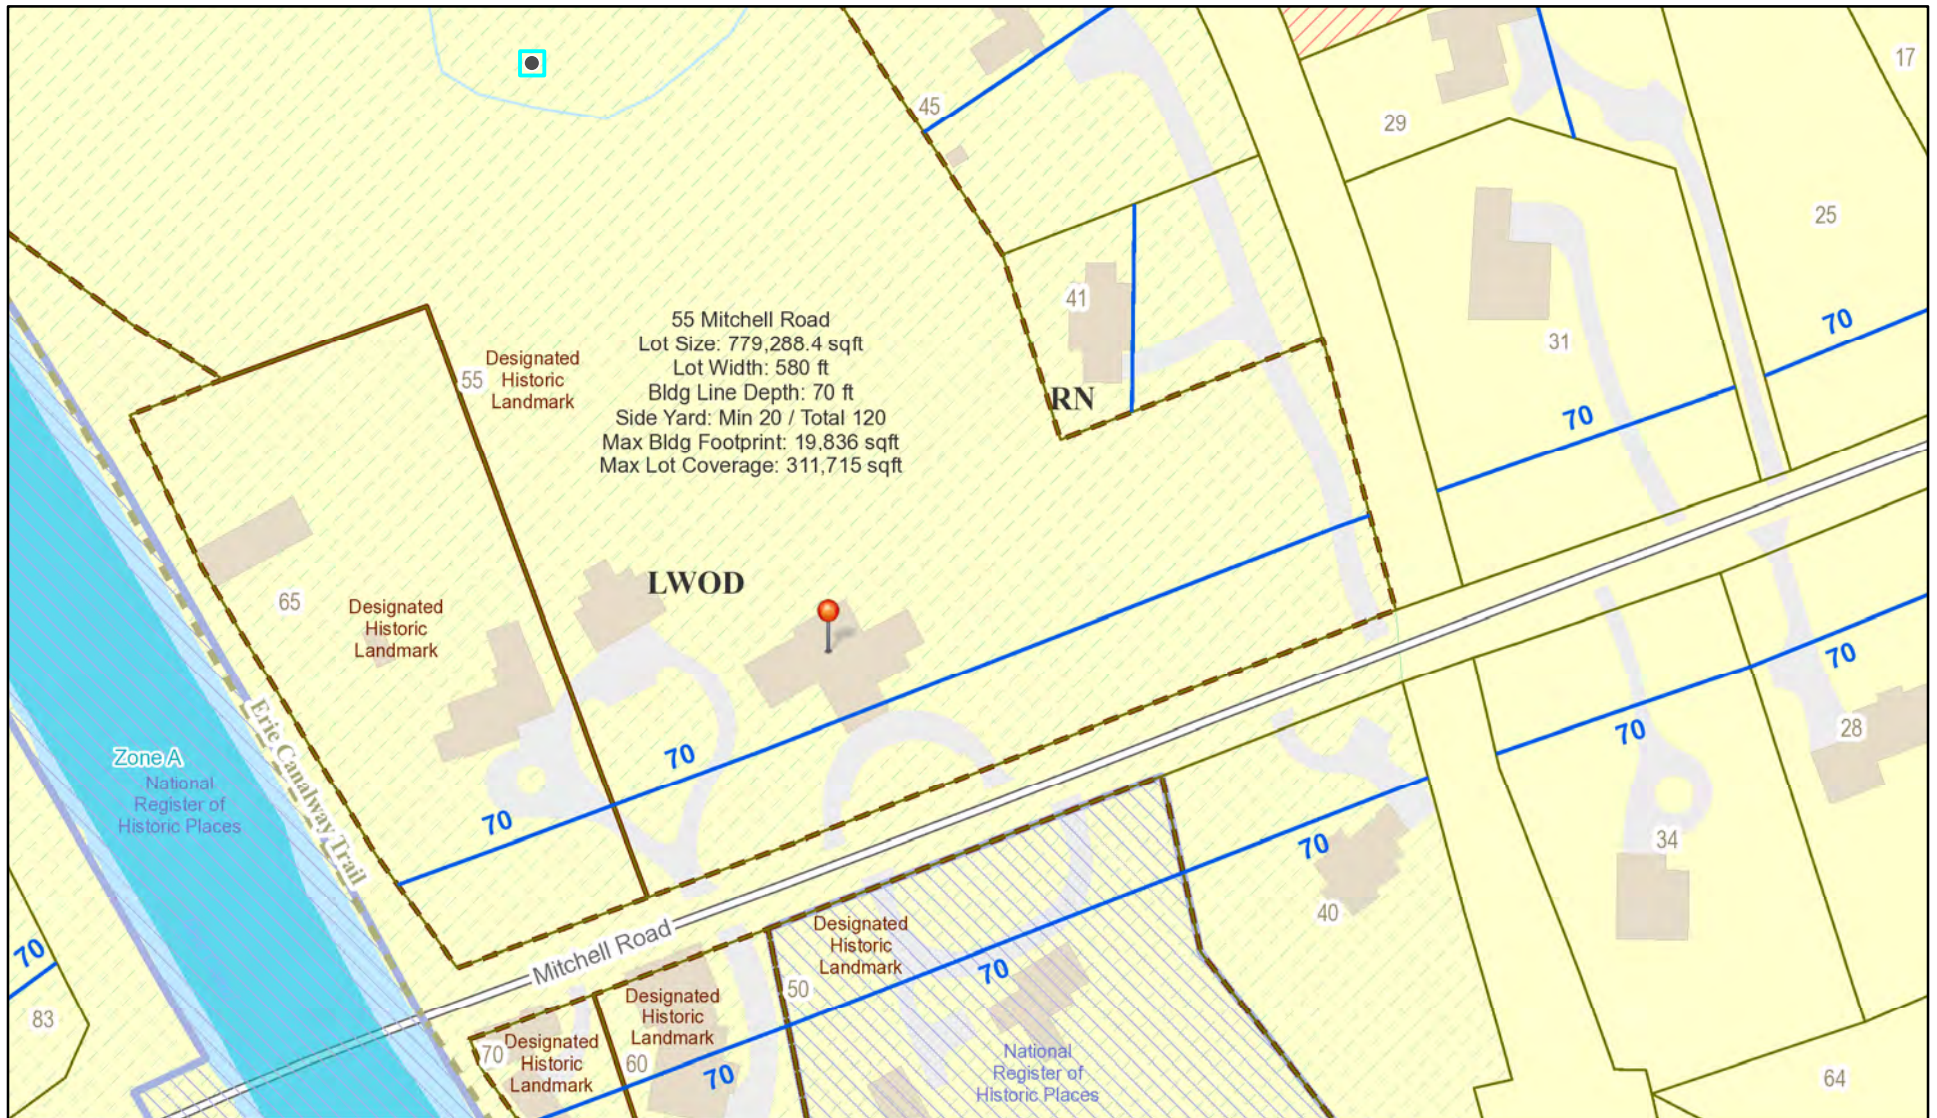 17
45
29
25
41
55 Mitchell Road
Lot Size: 779,288.4 sqft
Lot Width: 580 ft
Bldg Line Depth: 70 ft
Side Yard: Min 20 / Total 120
Max Bldg Footprint: 19,836 sqft
Max Lot Coverage: 311,715 sqft
70
31
55
Designated
Historic
Landmark
RN
70
LWOD
65
Designated
Historic
Landmark
70
70
28
Erie Canalway Trail
Zone A
National
Register of
Historic Places
70
70
70
34
40
Mitchell Road
Designated
Historic
Landmark
70
70
50
83
Designated
Historic
Landmark
70
Designated
Historic
Landmark
60
70
National
Register of
Historic Places
64